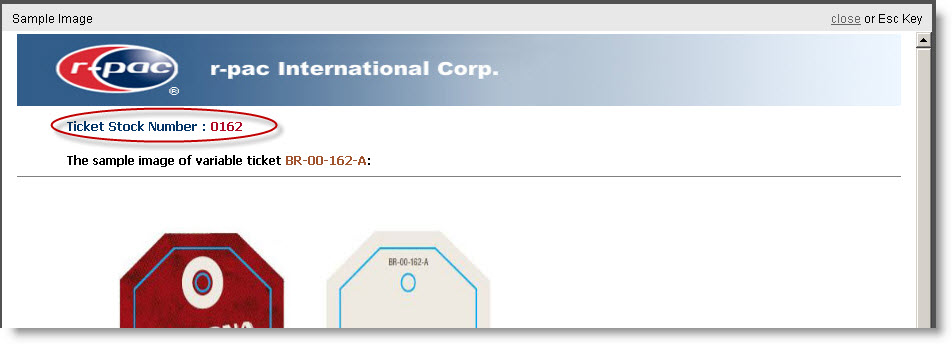 Sample Image
close or Esc Key
r-pac
®
r-pac International Corp.
Ticket Stock Number : 0162
The sample image of variable ticket BR-00-162-A:
BR-00-162-A